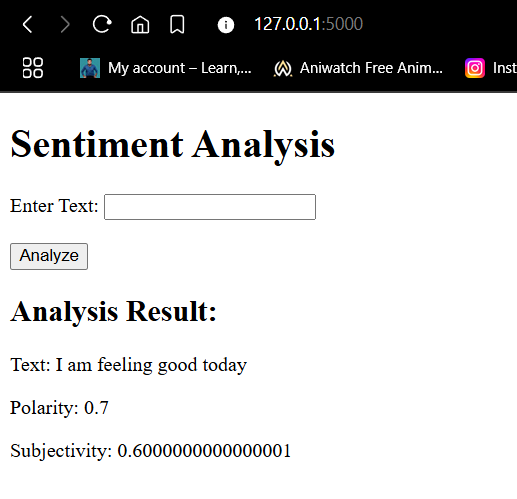 127.0.0.1:5000
My account – Learn,... Aniwatch Free Anim... Inst
Sentiment Analysis
Enter Text:
Analyze
Analysis Result:
Text: I am feeling good today
Polarity: 0.7
Subjectivity: 0.6000000000000001